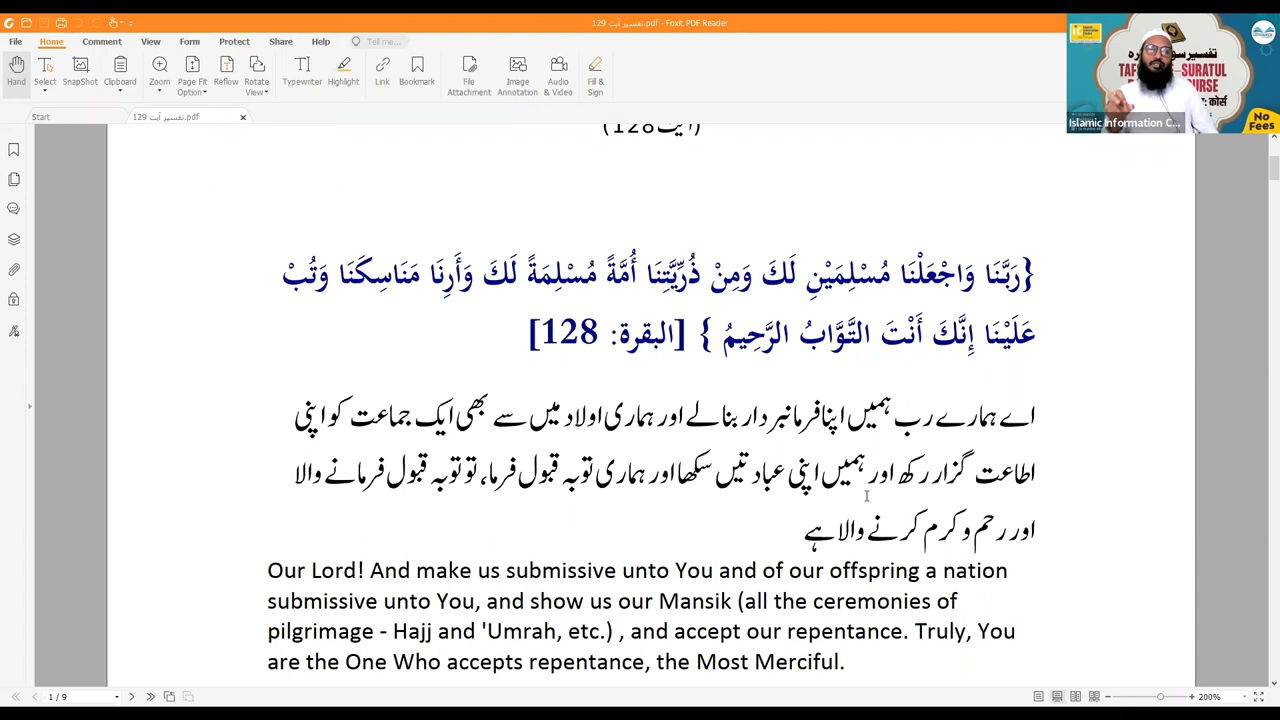 تفسیر آیت 129.pdf - Foxit PDF Reader
File Home Comment View Form Protect Share Help Tell me...
Hand Select SnapShot Clipboard Zoom Page Fit Option Reflow Rotate View Typewriter Highlight Link Bookmark File Attachment Image Annotation Audio & Video Fill & Sign
Start تفسیر آیت 129.pdf
Islamic Information C...
No Fees
(آیت128)
{رَبَّنَا وَاجْعَلْنَا مُسْلِمَيْنِ لَكَ وَمِنْ ذُرِّيَّتِنَا أُمَّةً مُسْلِمَةً لَكَ وَأَرِنَا مَنَاسِكَنَا وَتُبْ
عَلَيْنَا إِنَّكَ أَنْتَ التَّوَّابُ الرَّحِيمُ } [البقرة: 128]
اے ہمارے رب ہمیں اپنا فرمانبردار بنالے اور ہماری اولاد میں سے بھی ایک جماعت کو اپنی
اطاعت گزار رکھ اور ہمیں اپنی عبادتیں سکھا اور ہماری توبہ قبول فرما، تو توبہ قبول فرمانے والا
اور رحم و کرم کرنے والا ہے
Our Lord! And make us submissive unto You and of our offspring a nation
submissive unto You, and show us our Mansik (all the ceremonies of
pilgrimage - Hajj and 'Umrah, etc.) , and accept our repentance. Truly, You
are the One Who accepts repentance, the Most Merciful.
1 / 9
200%